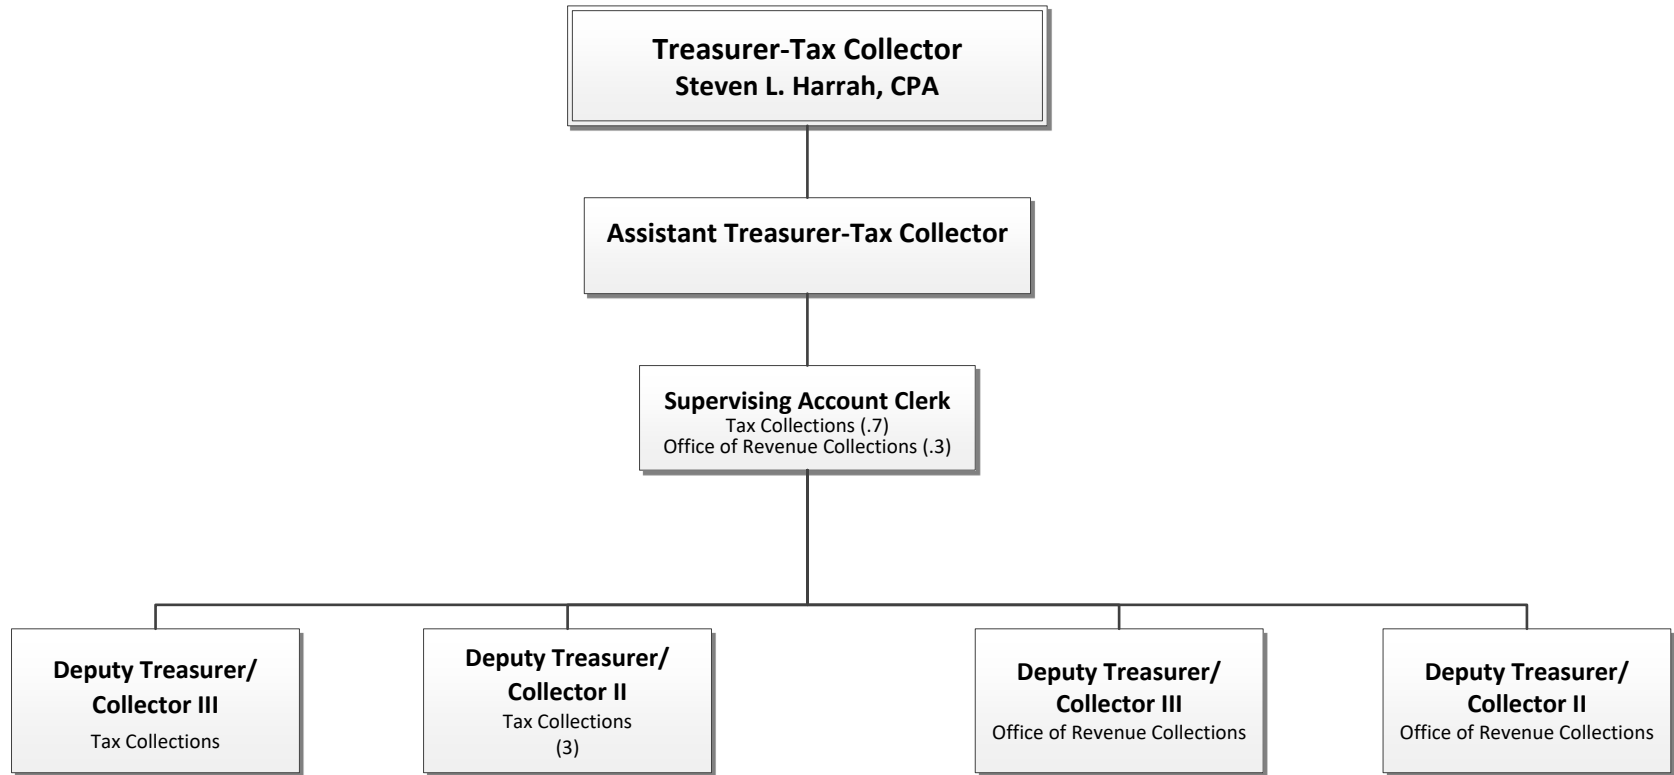 Treasurer-Tax Collector
Steven L. Harrah, CPA
Assistant Treasurer-Tax Collector
Supervising Account Clerk
Tax Collections (.7)
Office of Revenue Collections (.3)
Deputy Treasurer/
Collector III
Tax Collections
Deputy Treasurer/
Collector II
Tax Collections
(3)
Deputy Treasurer/
Collector III
Office of Revenue Collections
Deputy Treasurer/
Collector II
Office of Revenue Collections